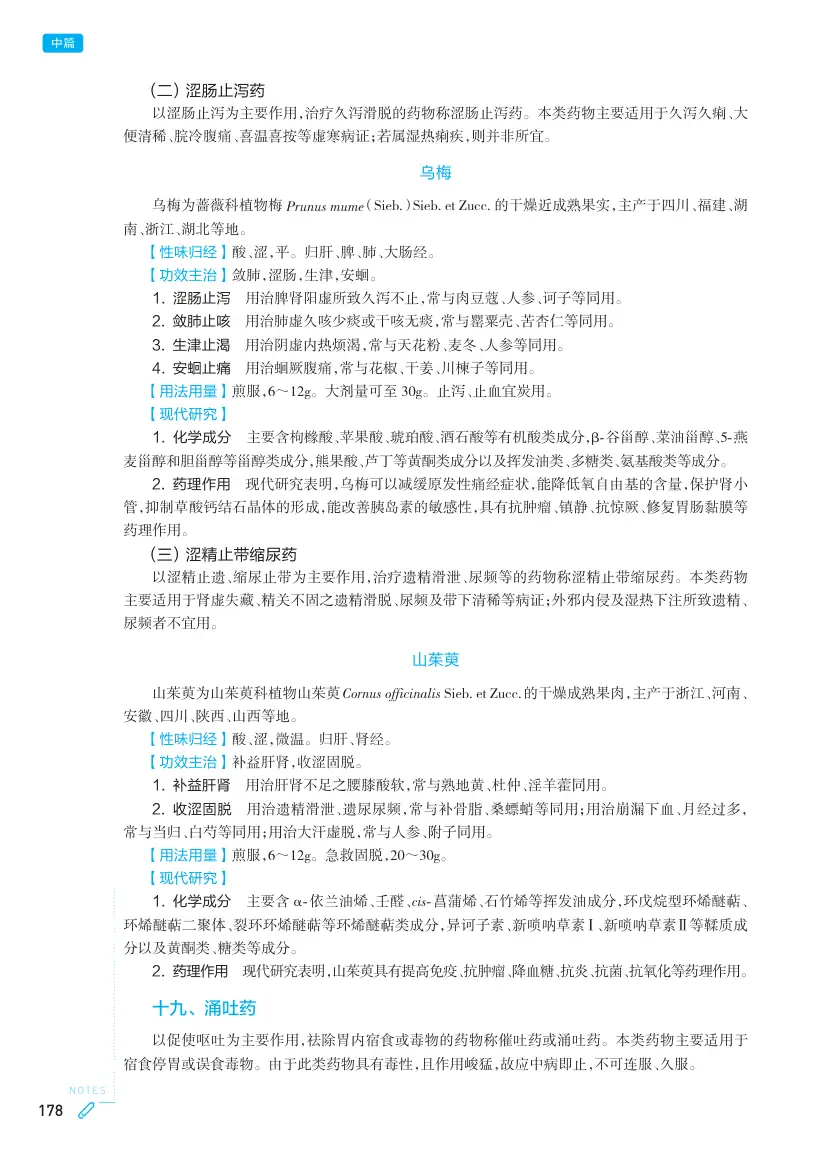 中篇
（二）涩肠止泻药
以涩肠止泻为主要作用,治疗久泻滑脱的药物称涩肠止泻药。本类药物主要适用于久泻久痢、大
便清稀、脘冷腹痛、喜温喜按等虚寒病证;若属湿热痢疾,则并非所宜。
乌梅
乌梅为蔷薇科植物梅 Prunus mume（Sieb.）Sieb. et Zucc. 的干燥近成熟果实,主产于四川、福建、湖
南、浙江、湖北等地。
【性味归经】酸、涩,平。归肝、脾、肺、大肠经。
【功效主治】敛肺,涩肠,生津,安蛔。
1. 涩肠止泻　用治脾肾阳虚所致久泻不止,常与肉豆蔻、人参、诃子等同用。
2. 敛肺止咳　用治肺虚久咳少痰或干咳无痰,常与罂粟壳、苦杏仁等同用。
3. 生津止渴　用治阴虚内热烦渴,常与天花粉、麦冬、人参等同用。
4. 安蛔止痛　用治蛔厥腹痛,常与花椒、干姜、川楝子等同用。
【用法用量】煎服,6～12g。大剂量可至 30g。止泻、止血宜炭用。
【现代研究】
1. 化学成分　主要含枸橼酸、苹果酸、琥珀酸、酒石酸等有机酸类成分,β-谷甾醇、菜油甾醇、5-燕
麦甾醇和胆甾醇等甾醇类成分,熊果酸、芦丁等黄酮类成分以及挥发油类、多糖类、氨基酸类等成分。
2. 药理作用　现代研究表明,乌梅可以减缓原发性痛经症状,能降低氧自由基的含量,保护肾小
管,抑制草酸钙结石晶体的形成,能改善胰岛素的敏感性,具有抗肿瘤、镇静、抗惊厥、修复胃肠黏膜等
药理作用。
（三）涩精止带缩尿药
以涩精止遗、缩尿止带为主要作用,治疗遗精滑泄、尿频等的药物称涩精止带缩尿药。本类药物
主要适用于肾虚失藏、精关不固之遗精滑脱、尿频及带下清稀等病证;外邪内侵及湿热下注所致遗精、
尿频者不宜用。
山茱萸
山茱萸为山茱萸科植物山茱萸 Cornus officinalis Sieb. et Zucc. 的干燥成熟果肉,主产于浙江、河南、
安徽、四川、陕西、山西等地。
【性味归经】酸、涩,微温。归肝、肾经。
【功效主治】补益肝肾,收涩固脱。
1. 补益肝肾　用治肝肾不足之腰膝酸软,常与熟地黄、杜仲、淫羊藿同用。
2. 收涩固脱　用治遗精滑泄、遗尿尿频,常与补骨脂、桑螵蛸等同用;用治崩漏下血、月经过多,
常与当归、白芍等同用;用治大汗虚脱,常与人参、附子同用。
【用法用量】煎服,6～12g。急救固脱,20～30g。
【现代研究】
1. 化学成分　主要含 α-依兰油烯、壬醛、cis-菖蒲烯、石竹烯等挥发油成分,环戊烷型环烯醚萜、
环烯醚萜二聚体、裂环环烯醚萜等环烯醚萜类成分,异诃子素、新唢呐草素Ⅰ、新唢呐草素Ⅱ等鞣质成
分以及黄酮类、糖类等成分。
2. 药理作用　现代研究表明,山茱萸具有提高免疫、抗肿瘤、降血糖、抗炎、抗菌、抗氧化等药理作用。
十九、涌吐药
以促使呕吐为主要作用,祛除胃内宿食或毒物的药物称催吐药或涌吐药。本类药物主要适用于
宿食停胃或误食毒物。由于此类药物具有毒性,且作用峻猛,故应中病即止,不可连服、久服。
NOTES
178